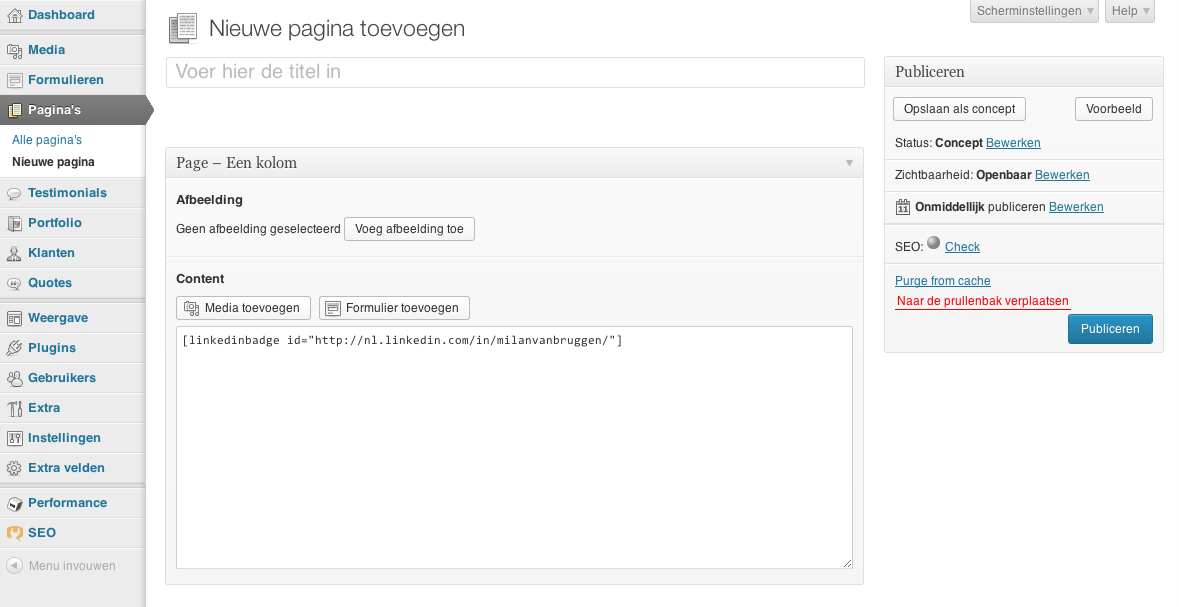 Dashboard
Media
Formulieren
Pagina's
Alle pagina's
Nieuwe pagina
Testimonials
Portfolio
Klanten
Quotes
Weergave
Plugins
Gebruikers
Extra
Instellingen
Extra velden
Performance
SEO
Menu invouwen
Scherminstellingen
Help
Nieuwe pagina toevoegen
Voer hier de titel in
Page – Een kolom
Afbeelding
Geen afbeelding geselecteerd Voeg afbeelding toe
Content
Media toevoegen Formulier toevoegen
[linkedinbadge id="http://nl.linkedin.com/in/milanvanbruggen/"]
Publiceren
Opslaan als concept Voorbeeld
Status: Concept Bewerken
Zichtbaarheid: Openbaar Bewerken
11 Onmiddellijk publiceren Bewerken
SEO: Check
Purge from cache
Naar de prullenbak verplaatsen
Publiceren